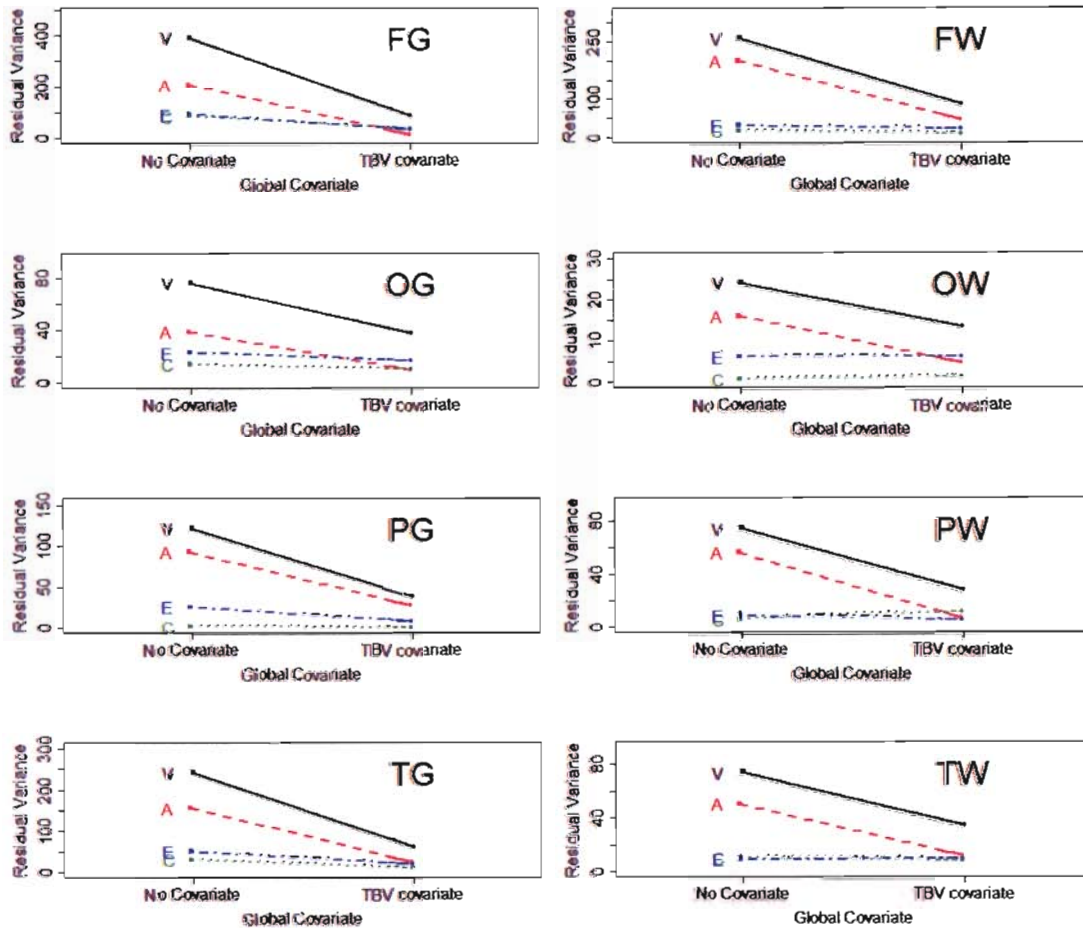 FG
Residual Variance
400
200
0
V
A
E
C
No Covariate TBV covariate
Global Covariate
FW
Residual Variance
250
100
0
V
A
E
C
No Covariate TBV covariate
Global Covariate
OG
Residual Variance
80
40
0
V
A
E
C
No Covariate TBV covariate
Global Covariate
OW
Residual Variance
30
20
10
5
0
V
A
E
C
No Covariate TBV covariate
Global Covariate
PG
Residual Variance
150
100
50
0
V
A
E
C
No Covariate TBV covariate
Global Covariate
PW
Residual Variance
80
40
0
V
A
E
No Covariate TBV covariate
Global Covariate
TG
Residual Variance
300
200
100
50
0
V
A
E
C
No Covariate TBV covariate
Global Covariate
TW
Residual Variance
80
40
0
V
A
E
No Covariate TBV covariate
Global Covariate